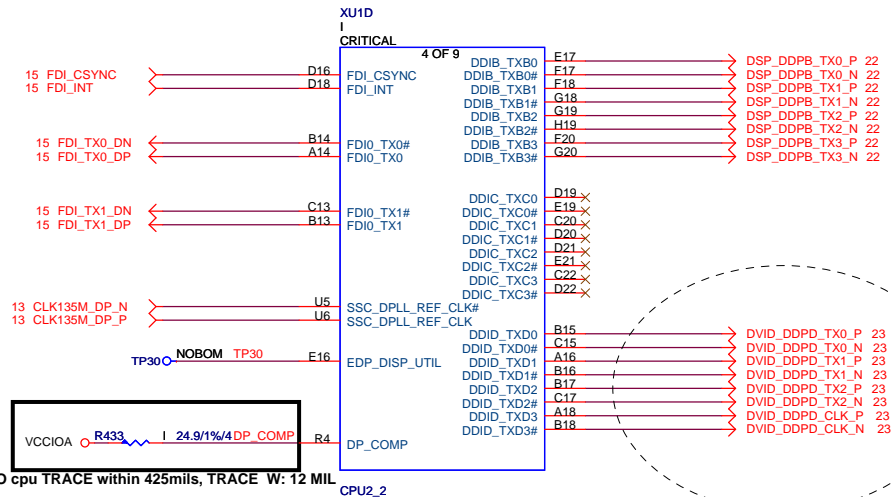 XU1D
I
CRITICAL
4 OF 9
15 FDI_CSYNC D16 FDI_CSYNC
15 FDI_INT D18 FDI_INT
15 FDI_TX0_DN B14 FDI0_TX0#
15 FDI_TX0_DP A14 FDI0_TX0
15 FDI_TX1_DN C13 FDI0_TX1#
15 FDI_TX1_DP B13 FDI0_TX1
13 CLK135M_DP_N U5 SSC_DPLL_REF_CLK#
13 CLK135M_DP_P U6 SSC_DPLL_REF_CLK
TP30 NOBOM TP30 E16 EDP_DISP_UTIL
VCCIOA R433 I 24.9/1%/4 DP_COMP R4 DP_COMP
O cpu TRACE within 425mils, TRACE W: 12 MIL
DDIB_TXB0 E17 DSP_DDPB_TX0_P 22
DDIB_TXB0# F17 DSP_DDPB_TX0_N 22
DDIB_TXB1 F18 DSP_DDPB_TX1_P 22
DDIB_TXB1# G18 DSP_DDPB_TX1_N 22
DDIB_TXB2 G19 DSP_DDPB_TX2_P 22
DDIB_TXB2# H19 DSP_DDPB_TX2_N 22
DDIB_TXB3 F20 DSP_DDPB_TX3_P 22
DDIB_TXB3# G20 DSP_DDPB_TX3_N 22
DDIC_TXC0 D19
DDIC_TXC0# E19
DDIC_TXC1 C20
DDIC_TXC1# D20
DDIC_TXC2 D21
DDIC_TXC2# E21
DDIC_TXC3 C22
DDIC_TXC3# D22
DDID_TXD0 B15 DVID_DDPD_TX0_P 23
DDID_TXD0# C15 DVID_DDPD_TX0_N 23
DDID_TXD1 A16 DVID_DDPD_TX1_P 23
DDID_TXD1# B16 DVID_DDPD_TX1_N 23
DDID_TXD2 B17 DVID_DDPD_TX2_P 23
DDID_TXD2# C17 DVID_DDPD_TX2_N 23
DDID_TXD3 A18 DVID_DDPD_CLK_P 23
DDID_TXD3# B18 DVID_DDPD_CLK_N 23
CPU2_2